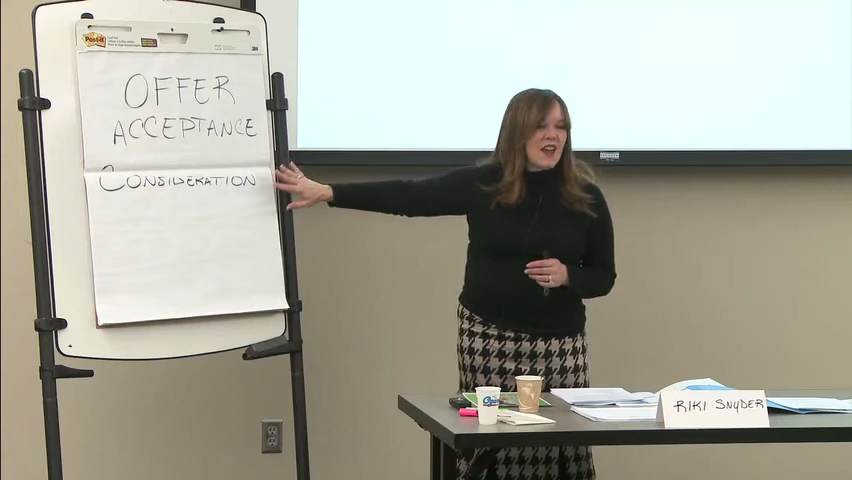 Post-it
OFFER
ACCEPTANCE
CONSIDERATION
RIKI SNYDER